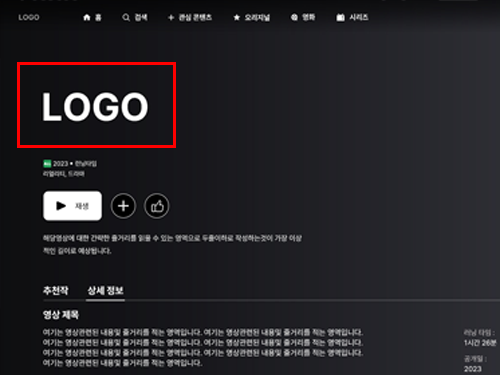 LOGO
홈
검색
관심 콘텐츠
오리지널
영화
시리즈
LOGO
2023 • 런닝타임
리얼리티, 드라마
재생
해당영상에 대한 간략한 줄거리를 읽을 수 있는 영역으로 두줄이하로 작성하는것이 가장 이상
적인 길이로 예상됩니다.
추천작
상세 정보
영상 제목
여기는 영상관련된 내용및 줄거리를 적는 영역입니다. 여기는 영상관련된 내용및 줄거리를 적는 영역입니다.
여기는 영상관련된 내용및 줄거리를 적는 영역입니다. 여기는 영상관련된 내용및 줄거리를 적는 영역입니다.
여기는 영상관련된 내용및 줄거리를 적는 영역입니다. 여기는 영상관련된 내용및 줄거리를 적는 영역입니다.
여기는 영상관련된 내용및 줄거리를 적는 영역입니다.
러닝 타임 :
1시간 26분
공개일 :
2023